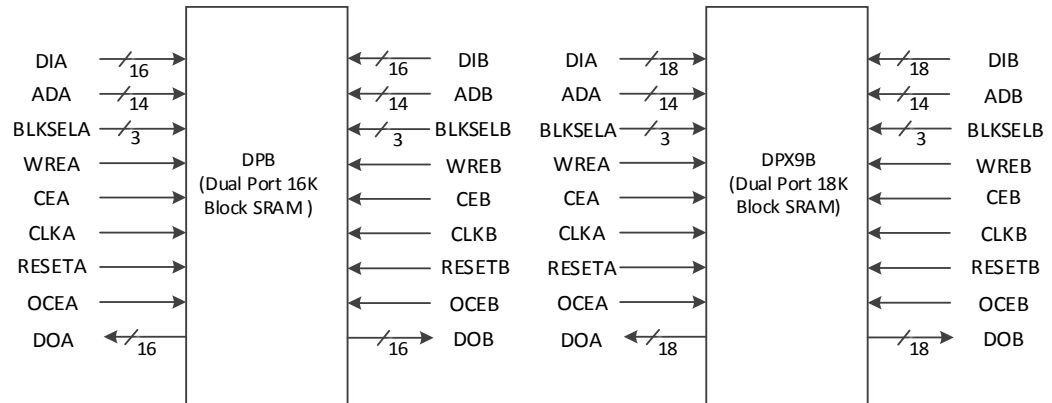 DIA 16 16 DIB DIA 18 18 DIB
ADA 14 14 ADB ADA 14 14 ADB
BLKSELA 3 3 BLKSELB BLKSELA 3 3 BLKSELB
WREA DPB WREB WREA DPX9B WREB
(Dual Port 16K (Dual Port 18K
CEA Block SRAM ) CEB CEA Block SRAM) CEB
CLKA CLKB CLKA CLKB
RESETA RESETB RESETA RESETB
OCEA OCEB OCEA OCEB
DOA 16 16 DOB DOA 18 18 DOB